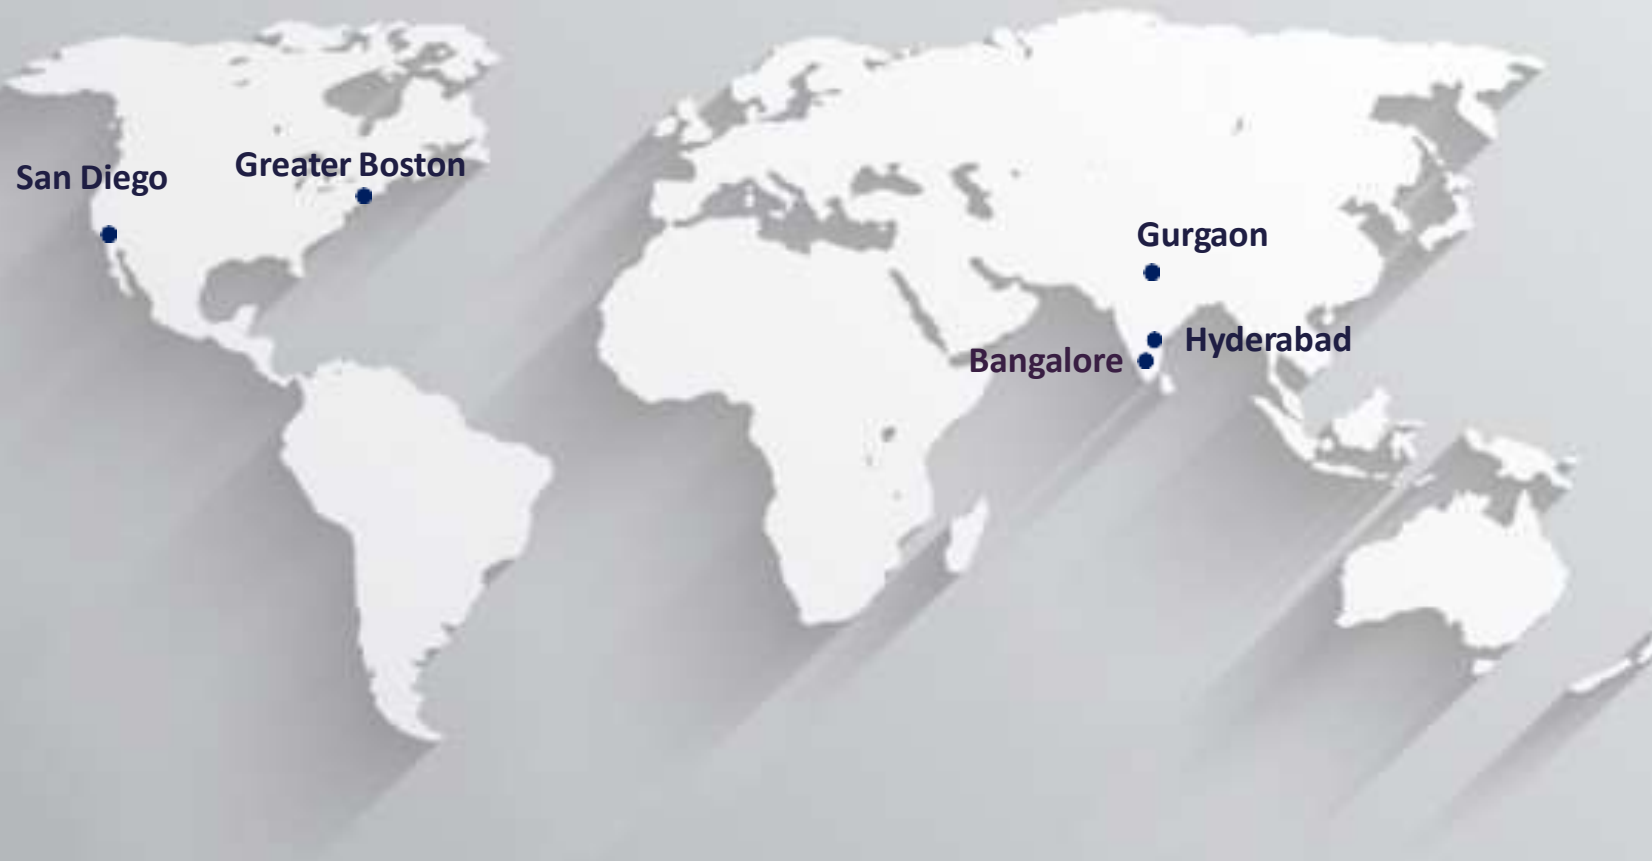 Greater Boston
San Diego
Gurgaon
Hyderabad
Bangalore